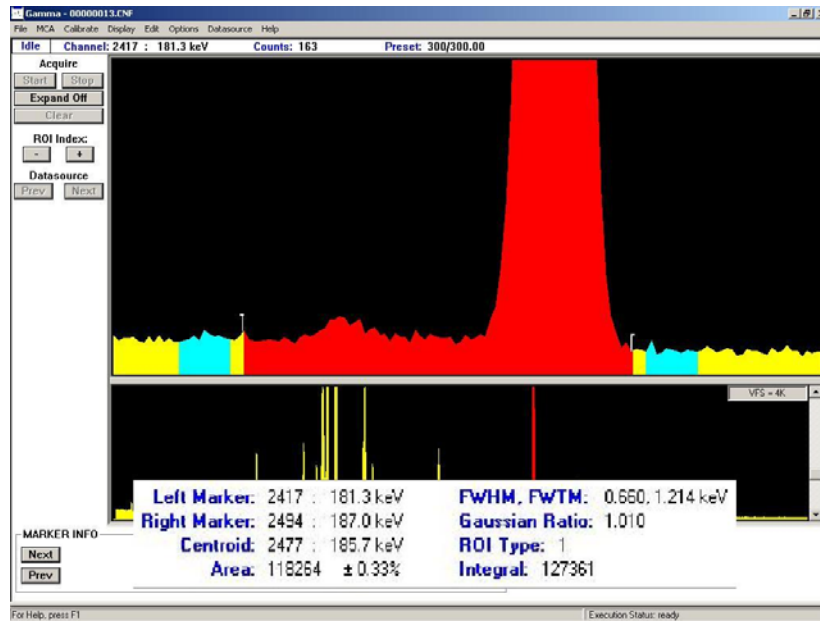 Gamma - 00000013.CNF
File MCA Calibrate Display Edit Options Datasource Help
Idle Channel: 2417 : 181.3 keV Counts: 163 Preset: 300/300.00
Acquire
Start Stop
Expand Off
Clear
ROI Index:
- +
Datasource
Prev Next
VFS = 4K
Left Marker: 2417 : 181.3 keV FWHM, FWTM: 0.660, 1.214 keV
Right Marker: 2494 : 187.0 keV Gaussian Ratio: 1.010
Centroid: 2477 : 185.7 keV ROI Type: 1
Area: 118264 ± 0.33% Integral: 127361
MARKER INFO
Next
Prev
For Help, press F1 Execution Status: ready